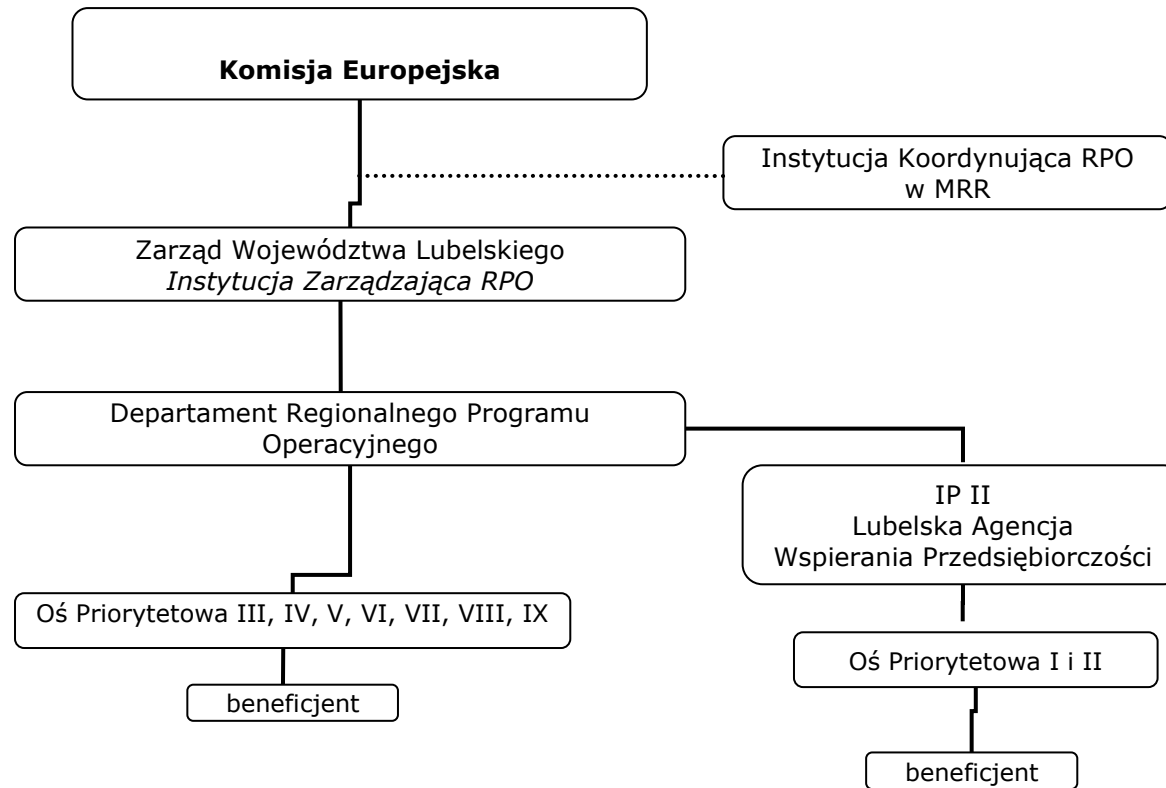 Komisja Europejska
Instytucja Koordynująca RPO
w MRR
Zarząd Województwa Lubelskiego
Instytucja Zarządzająca RPO
Departament Regionalnego Programu
Operacyjnego
IP II
Lubelska Agencja
Wspierania Przedsiębiorczości
Oś Priorytetowa III, IV, V, VI, VII, VIII, IX
Oś Priorytetowa I i II
beneficjent
beneficjent